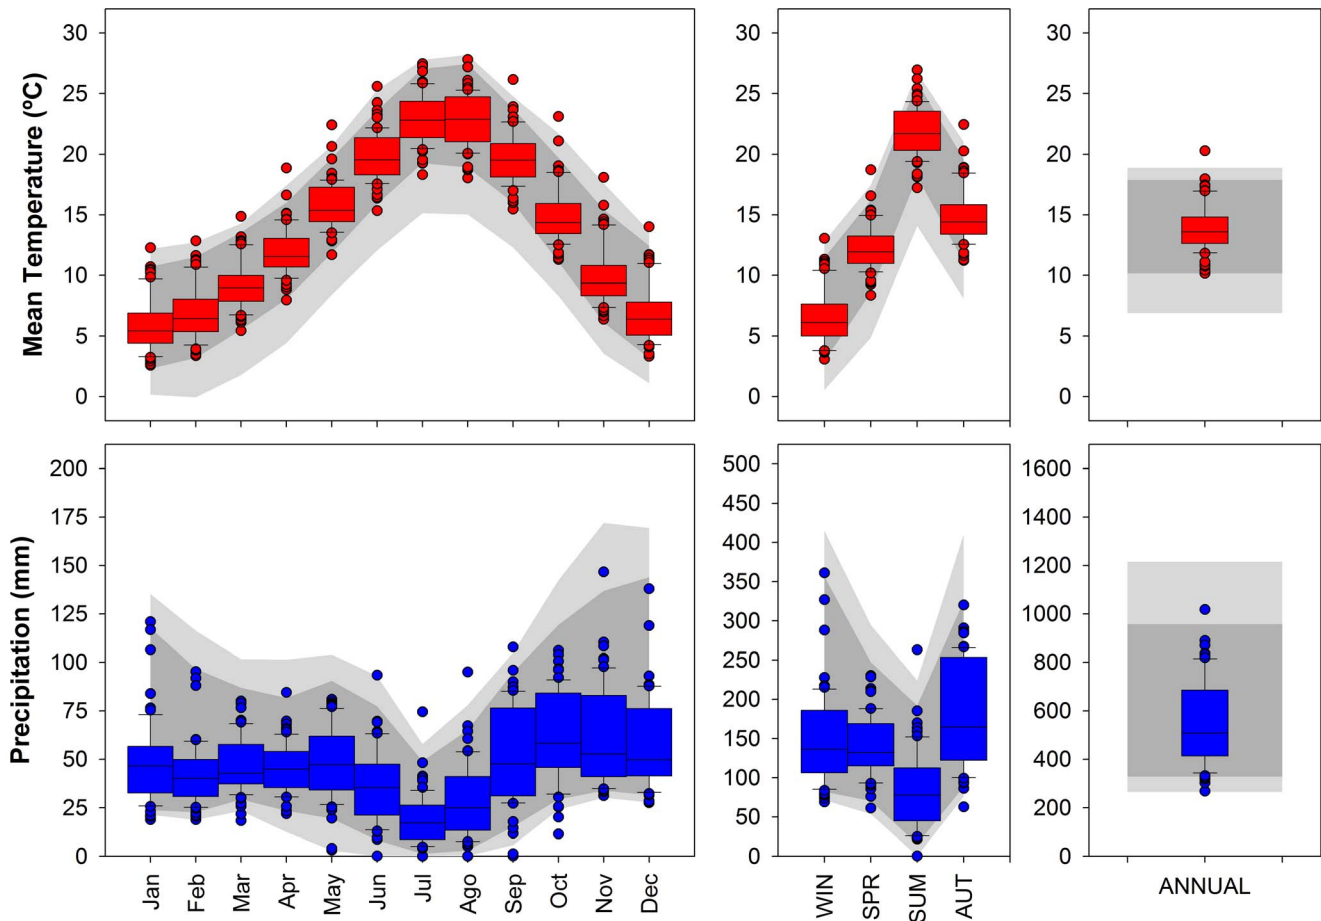 Mean Temperature (ºC)
30
25
20
15
10
5
0
30
25
20
15
10
5
0
30
25
20
15
10
5
0
Precipitation (mm)
200
175
150
125
100
75
50
25
0
500
450
400
350
300
250
200
150
100
50
0
1600
1400
1200
1000
800
600
400
200
0
Jan
Feb
Mar
Apr
May
Jun
Jul
Ago
Sep
Oct
Nov
Dec
WIN
SPR
SUM
AUT
ANNUAL